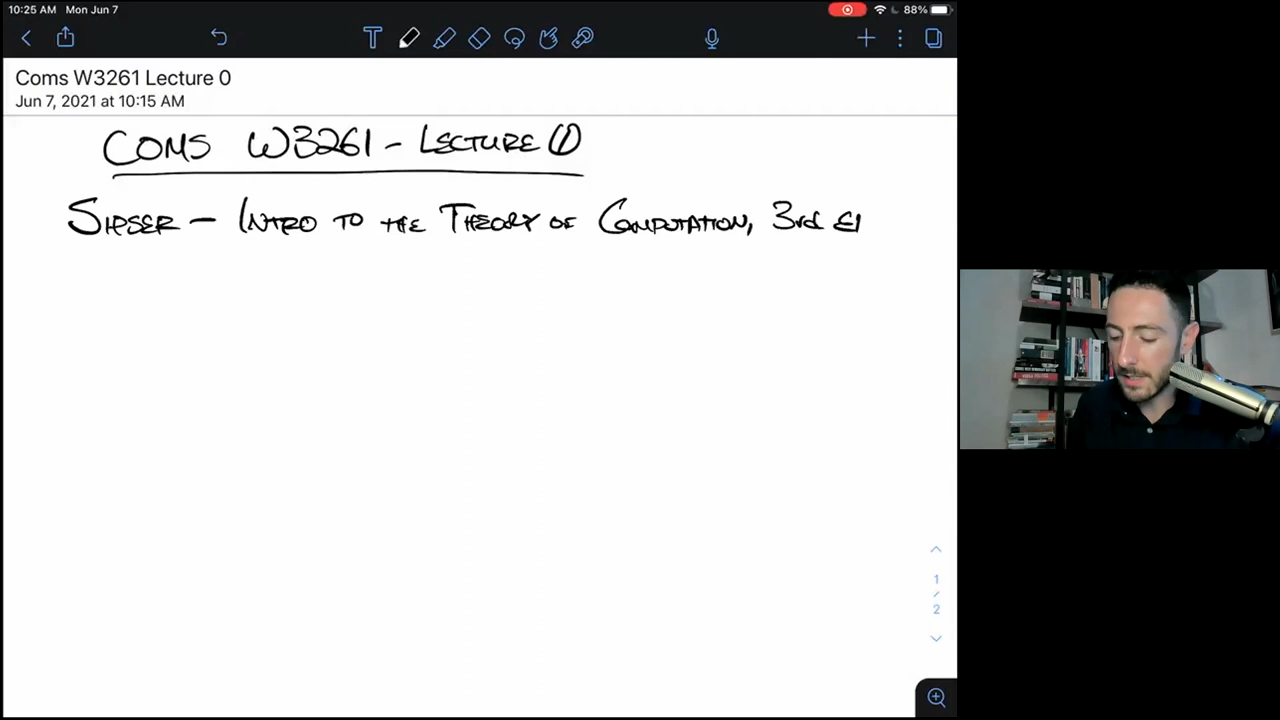 10:25 AM Mon Jun 7
88%
Coms W3261 Lecture 0
Jun 7, 2021 at 10:15 AM
COMS W3261 - LECTURE 0
SIPSER - INTRO TO THE THEORY OF COMPUTATION, 3rd
1
/
2